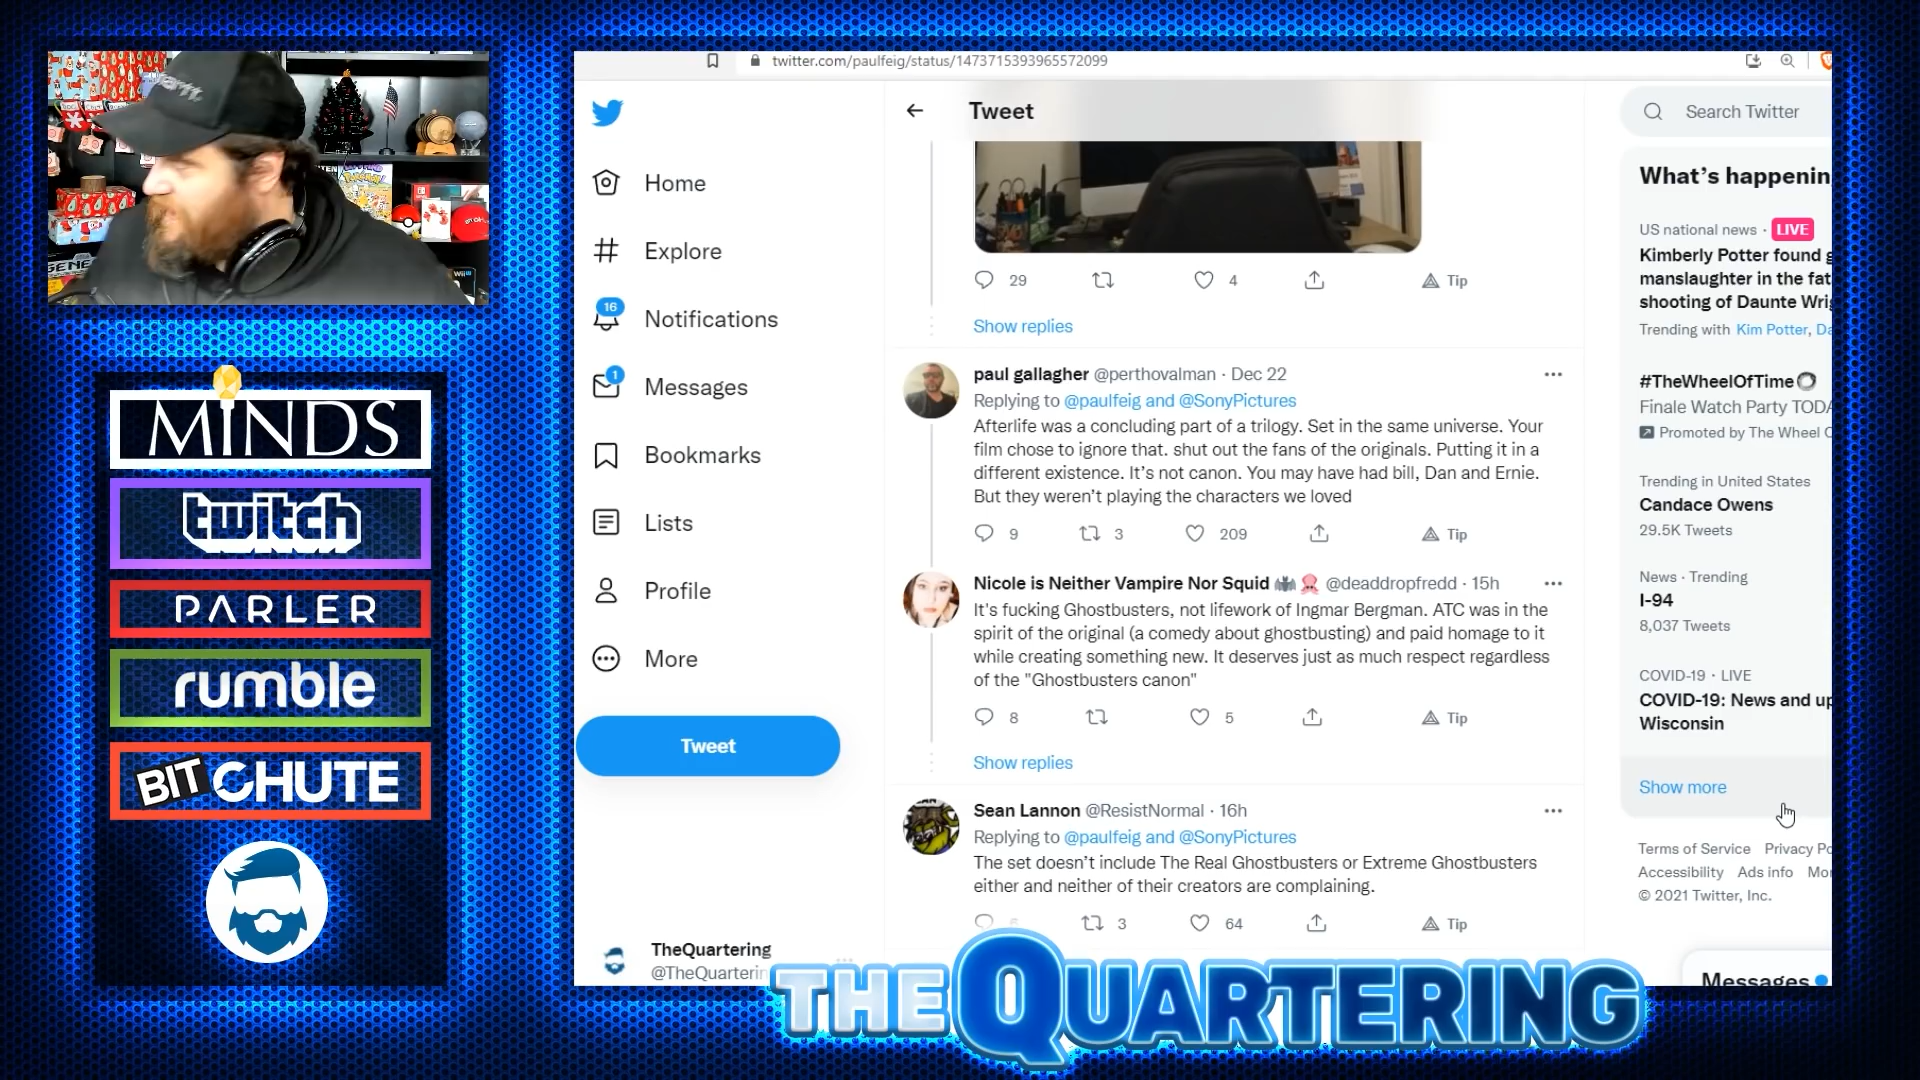 twitter.com/paulfeig/status/1473715393965572099
Tweet
Search Twitter
Home
Explore
16
Notifications
1
Messages
Bookmarks
Lists
Profile
More
Tweet
TheQuartering
29
4
Tip
Show replies
paul gallagher @perthovalman · Dec 22
Replying to @paulfeig and @SonyPictures
Afterlife was a concluding part of a trilogy. Set in the same universe. Your
film chose to ignore that. shut out the fans of the originals. Putting it in a
different existence. It's not canon. You may have had bill, Dan and Ernie.
But they weren't playing the characters we loved
9
3
209
Tip
Nicole is Neither Vampire Nor Squid @deaddropfredd · 15h
It's fucking Ghostbusters, not lifework of Ingmar Bergman. ATC was in the
spirit of the original (a comedy about ghostbusting) and paid homage to it
while creating something new. It deserves just as much respect regardless
of the "Ghostbusters canon"
8
5
Tip
Show replies
Sean Lannon @ResistNormal · 16h
Replying to @paulfeig and @SonyPictures
The set doesn't include The Real Ghostbusters or Extreme Ghostbusters
either and neither of their creators are complaining.
3
64
Tip
What's happenin
US national news · LIVE
Kimberly Potter found
manslaughter in the fat
shooting of Daunte Wri
Trending with Kim Potter, Da
#TheWheelOfTime
Finale Watch Party TODA
Promoted by The Wheel
Trending in United States
Candace Owens
29.5K Tweets
News · Trending
I-94
8,037 Tweets
COVID-19 · LIVE
COVID-19: News and up
Wisconsin
Show more
Terms of Service Privacy Po
Accessibility Ads info Mor
© 2021 Twitter, Inc.
Messages
MINDS
twitch
PARLER
rumble
BITCHUTE
@TheQuarterin
THE QUARTERING